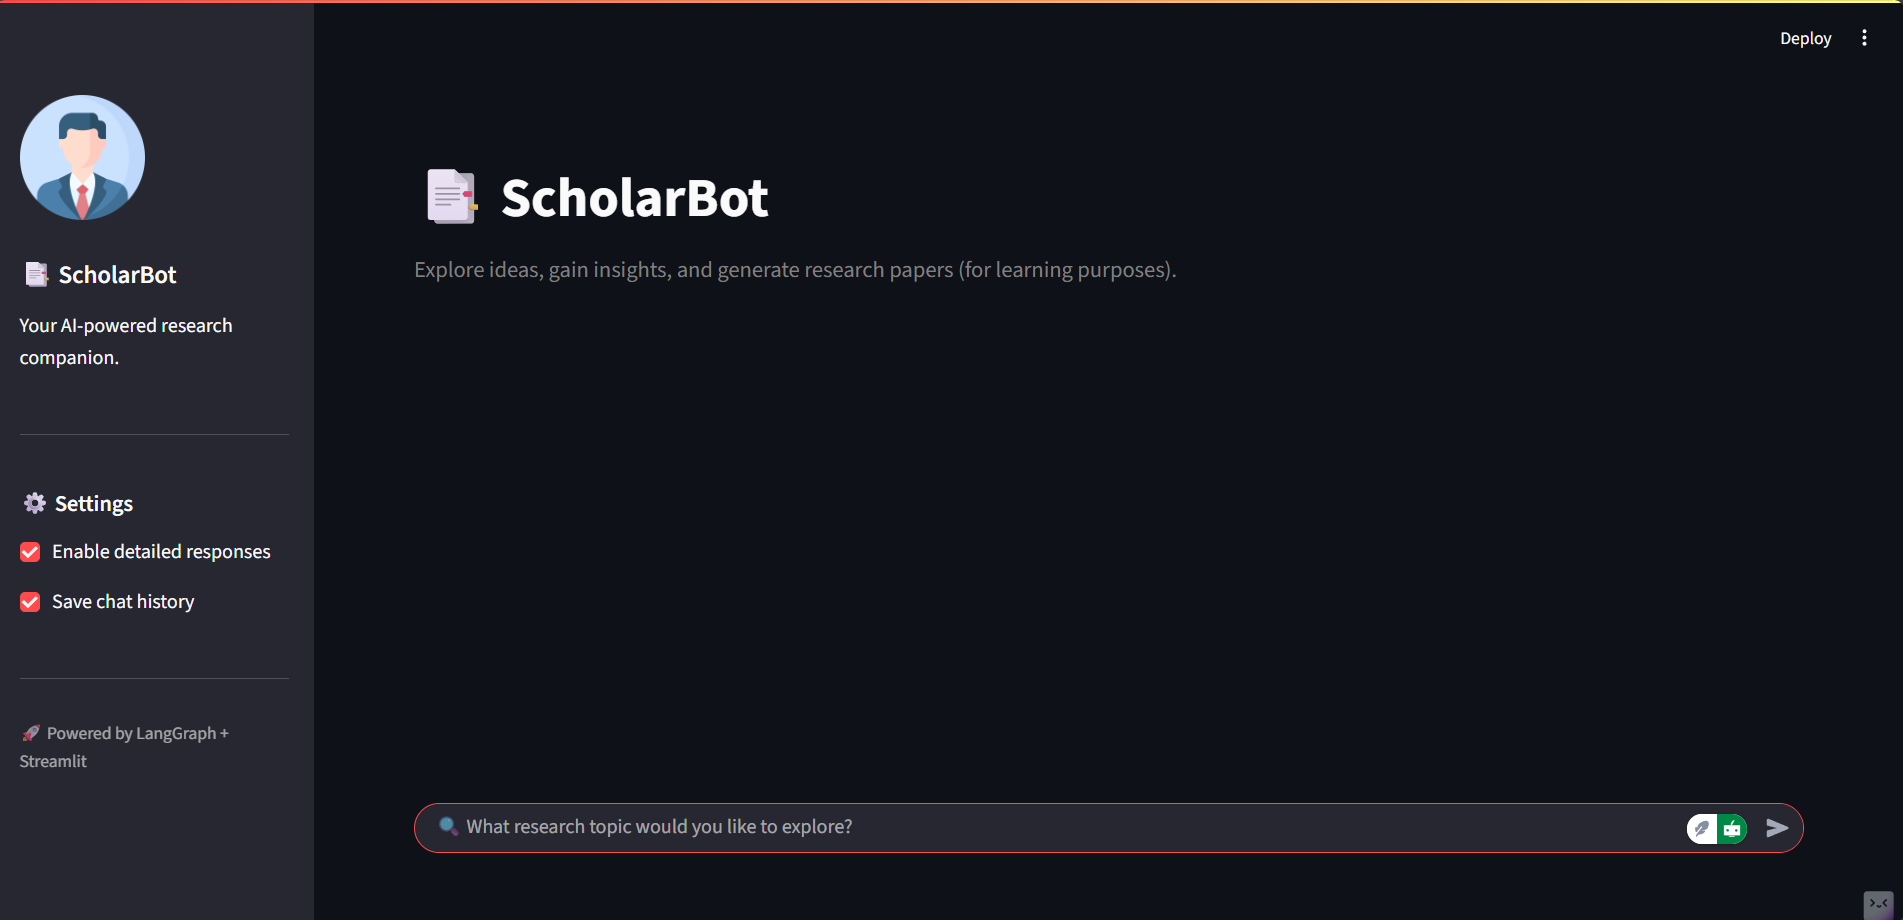 Deploy
ScholarBot
Your AI-powered research
companion.
Settings
Enable detailed responses
Save chat history
Powered by LangGraph +
Streamlit
ScholarBot
Explore ideas, gain insights, and generate research papers (for learning purposes).
What research topic would you like to explore?